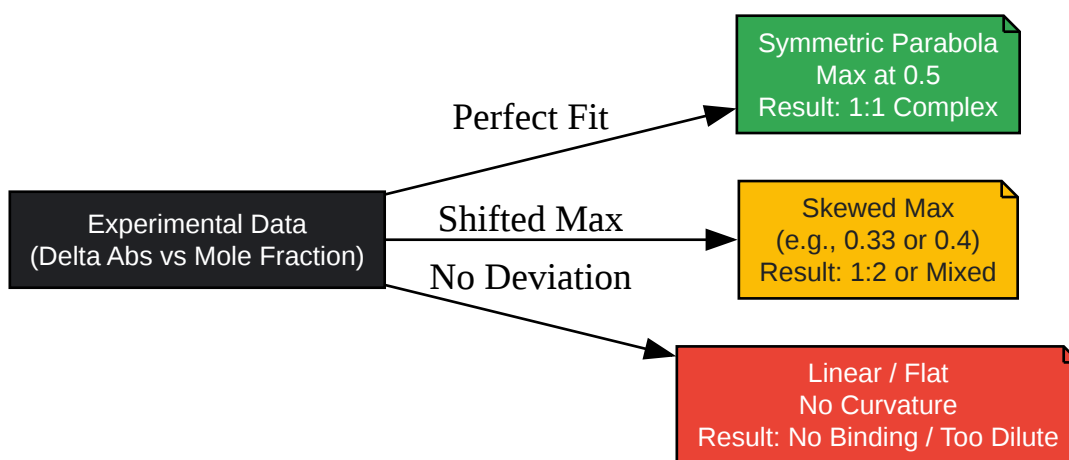 Experimental Data
(Delta Abs vs Mole Fraction)
Perfect Fit
Shifted Max
No Deviation
Symmetric Parabola
Max at 0.5
Result: 1:1 Complex
Skewed Max
(e.g., 0.33 or 0.4)
Result: 1:2 or Mixed
Linear / Flat
No Curvature
Result: No Binding / Too Dilute